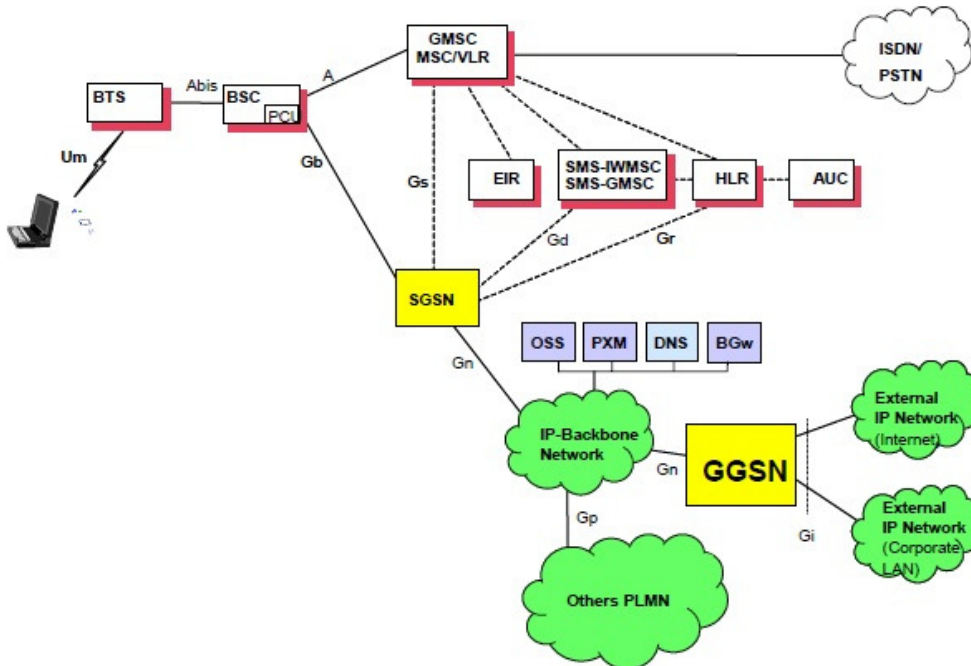 GMSC
MSC/VLR
ISDN/
PSTN
A
Abis
BTS
BSC
PCU
Um
Gb
Gs
EIR
SMS-IWMSC
SMS-GMSC
HLR
AUC
Gd
Gr
SGSN
OSS
PXM
DNS
BGw
Gn
External
IP Network
(Internet)
IP-Backbone
Network
Gn
GGSN
Gp
Gi
External
IP Network
(Corporate
LAN)
Others PLMN